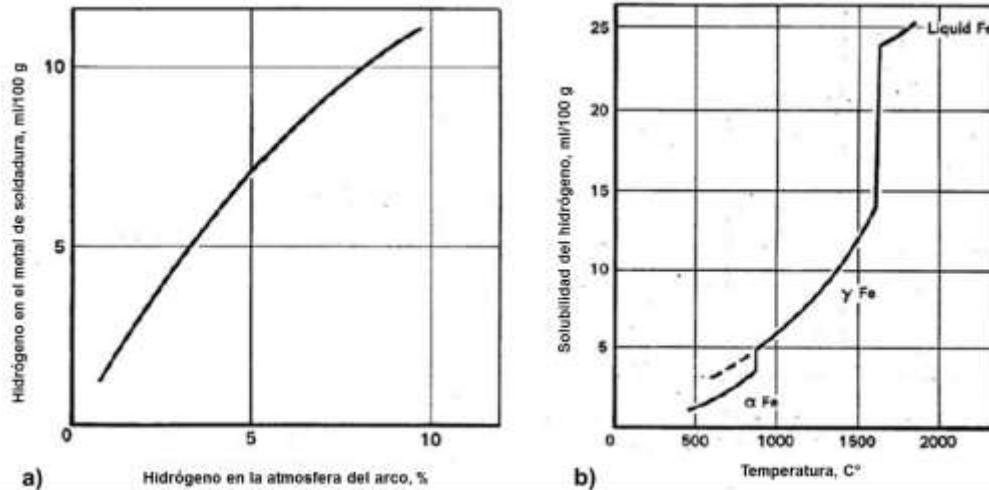 Hidrógeno en el metal de soldadura, ml/100 g
10
5
0
5
10
a)
Hidrógeno en la atmosfera del arco, %
Solubilidad del hidrógeno, ml/100 g
25
20
15
10
5
0
500
1000
1500
2000
Liquid Fe
γ Fe
α Fe
b)
Temperatura, C°